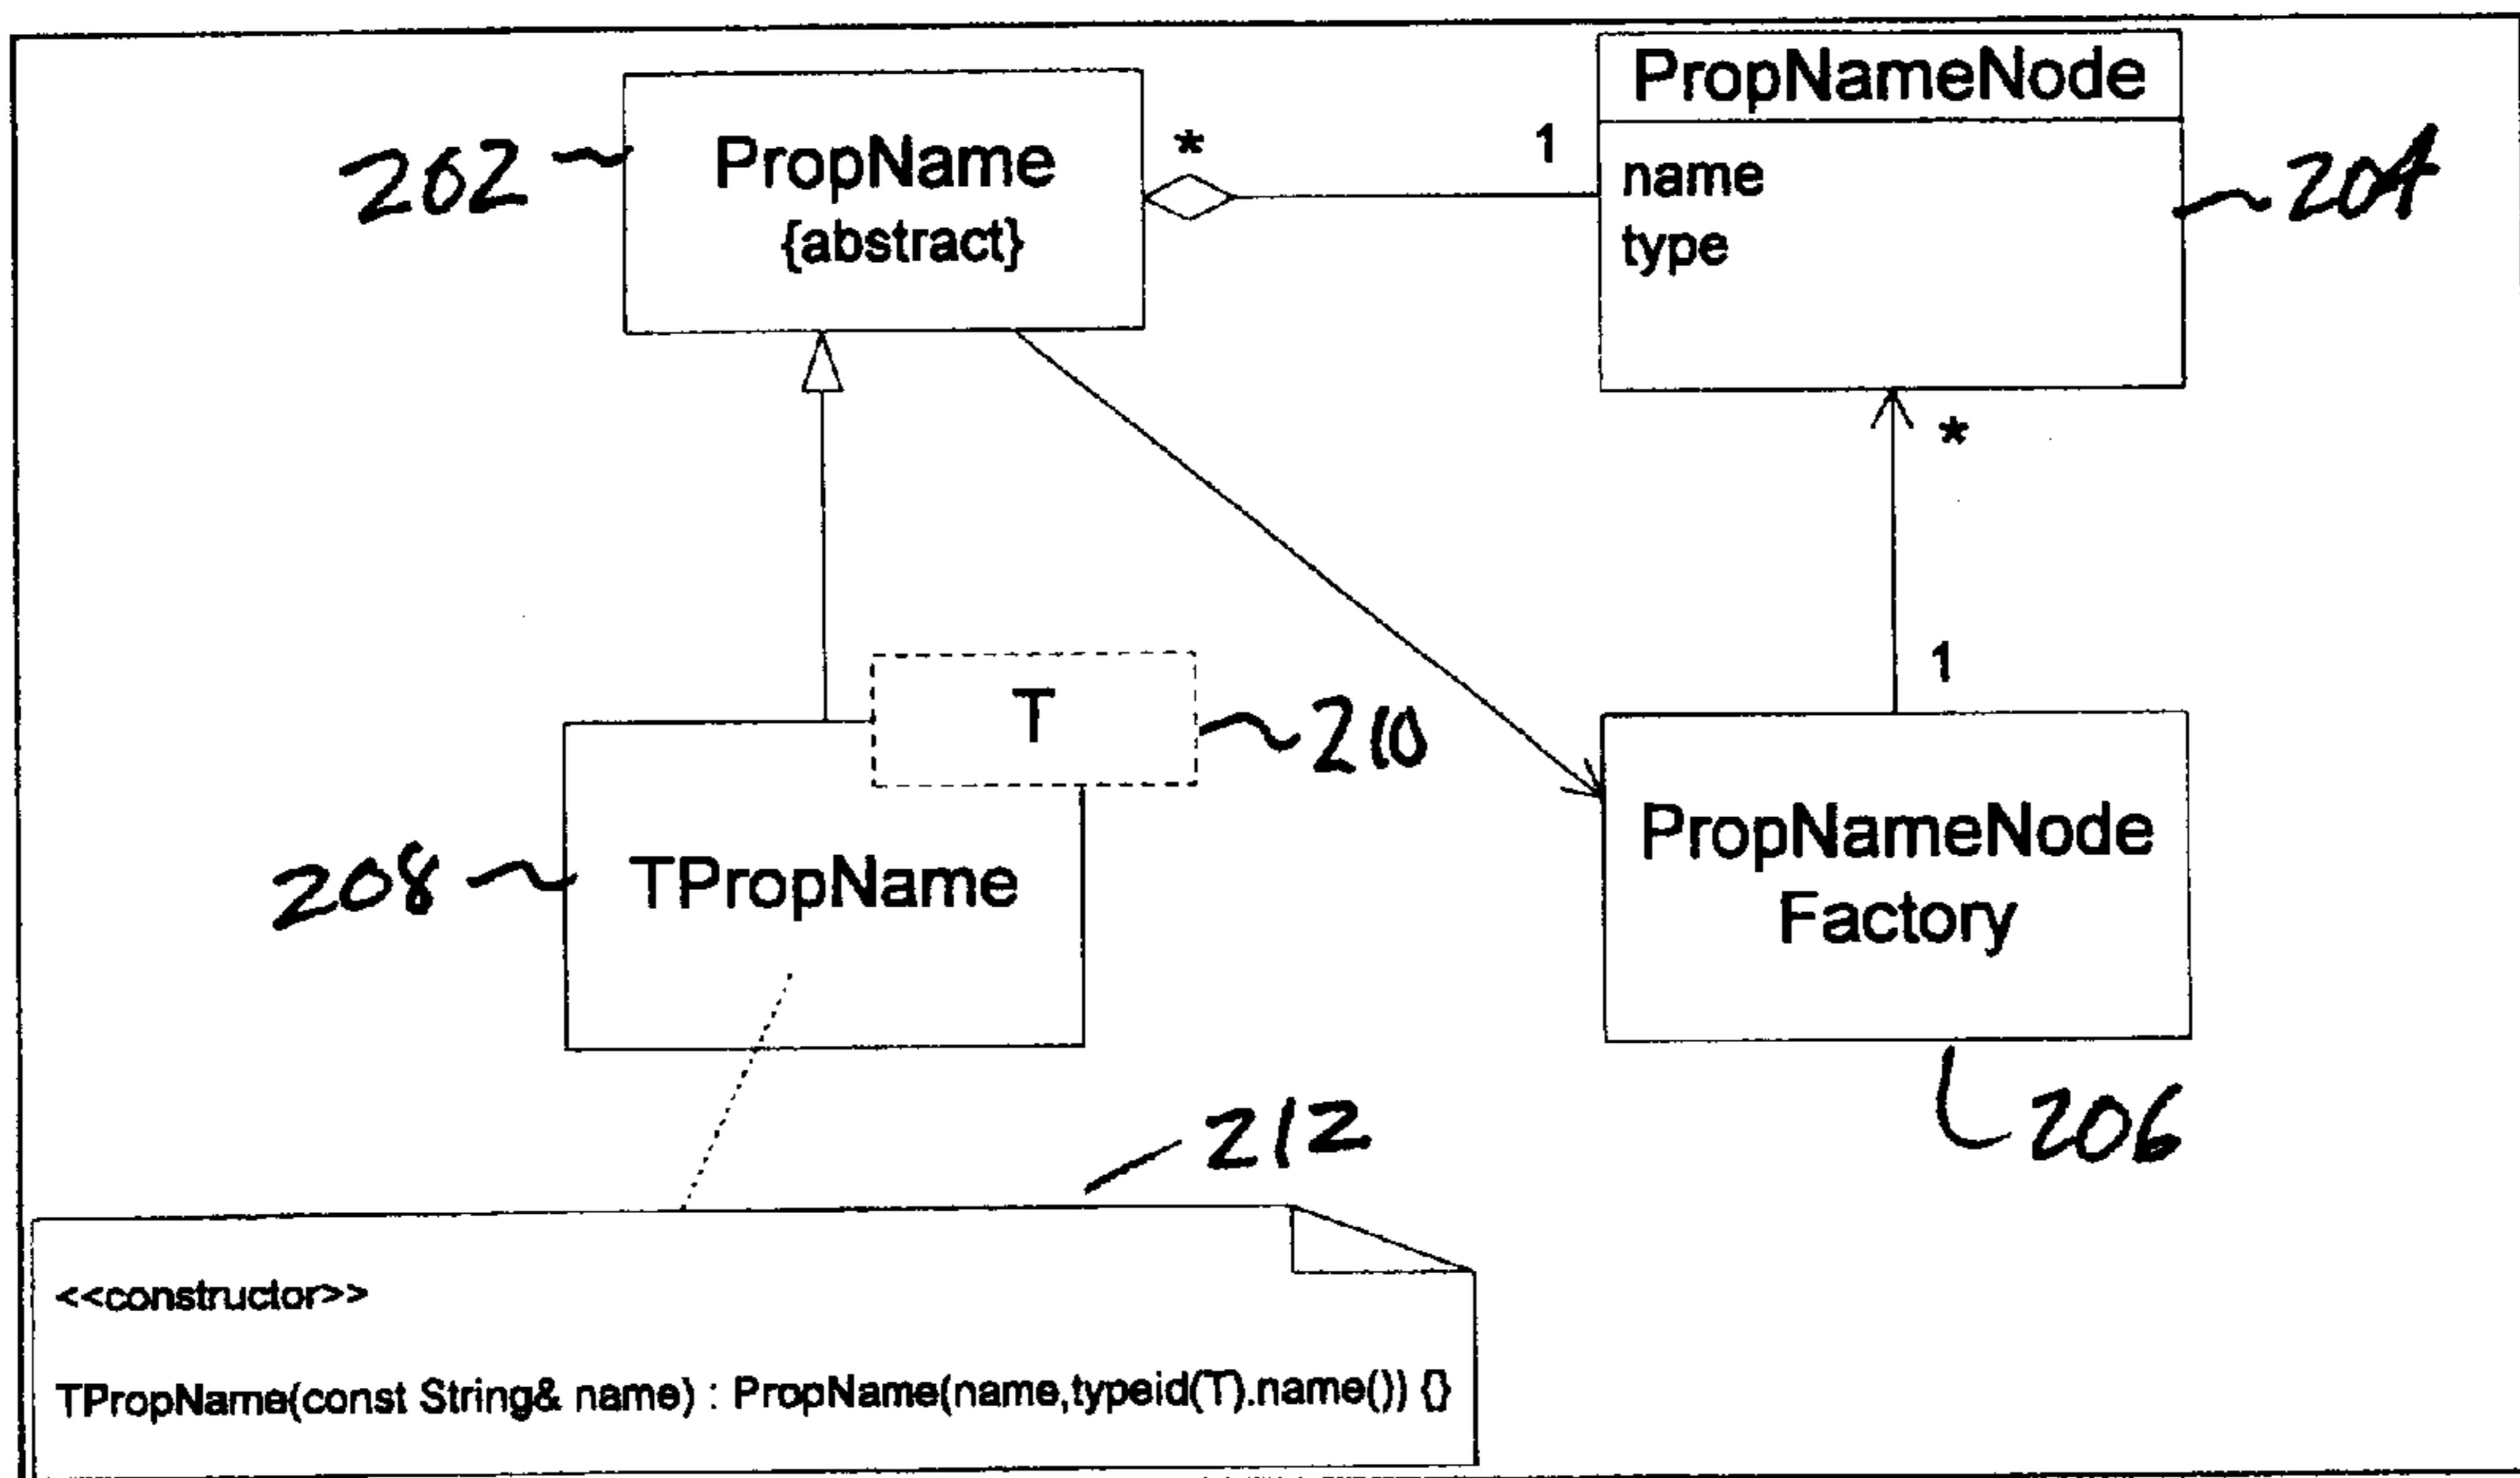 PropNameNode
202
PropName
{abstract}
*
1
name
type
204
*
1
T
210
208
TPropName
PropNameNode
Factory
212
206
<<constructor>>
TPropName(const String& name) : PropName(name,typeid(T).name()) {}